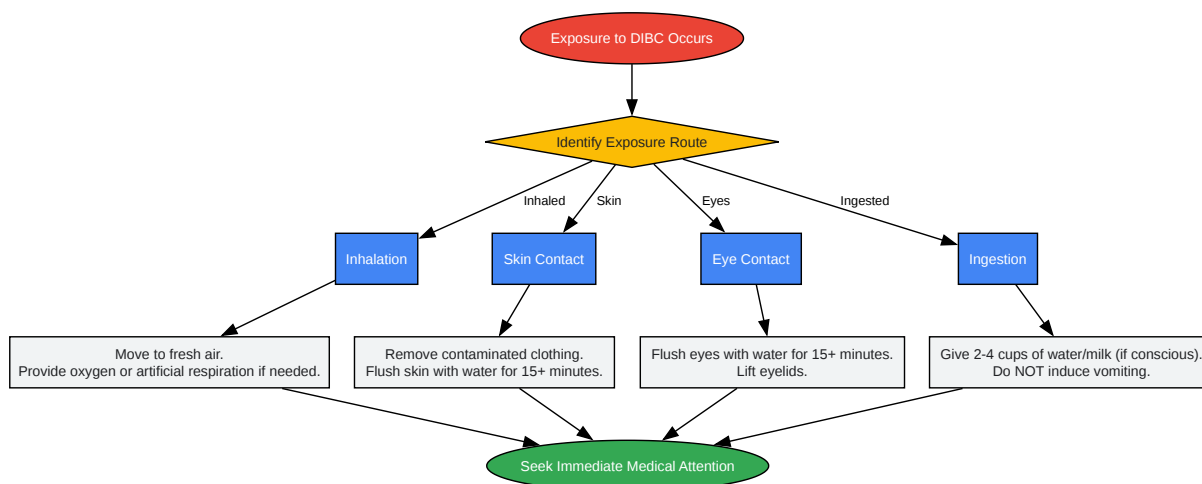 Exposure to DIBC Occurs
Identify Exposure Route
Inhaled
Skin
Eyes
Ingested
Inhalation
Skin Contact
Eye Contact
Ingestion
Move to fresh air.
Provide oxygen or artificial respiration if needed.
Remove contaminated clothing.
Flush skin with water for 15+ minutes.
Flush eyes with water for 15+ minutes.
Lift eyelids.
Give 2-4 cups of water/milk (if conscious).
Do NOT induce vomiting.
Seek Immediate Medical Attention